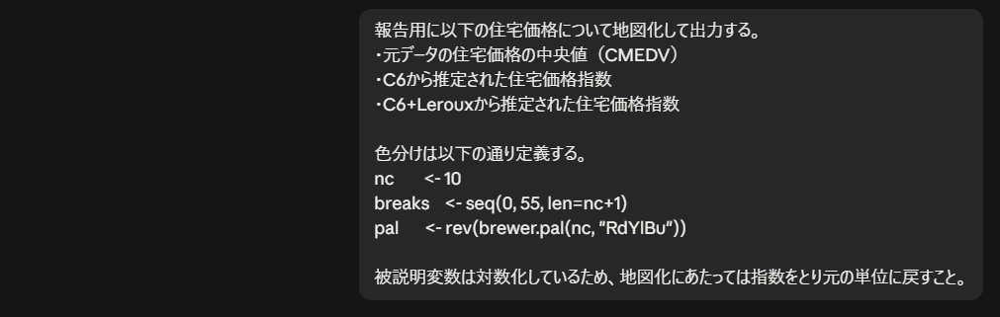 報告用に以下の住宅価格について地図化して出力する。
・元データの住宅価格の中央値（CMEDV）
・C6から推定された住宅価格指数
・C6+Lerouxから推定された住宅価格指数
色分けは以下の通り定義する。
nc <- 10
breaks <- seq(0, 55, len=nc+1)
pal <- rev(brewer.pal(nc, "RdYlBu"))
被説明変数は対数化しているため、地図化にあたっては指数をとり元の単位に戻すこと。